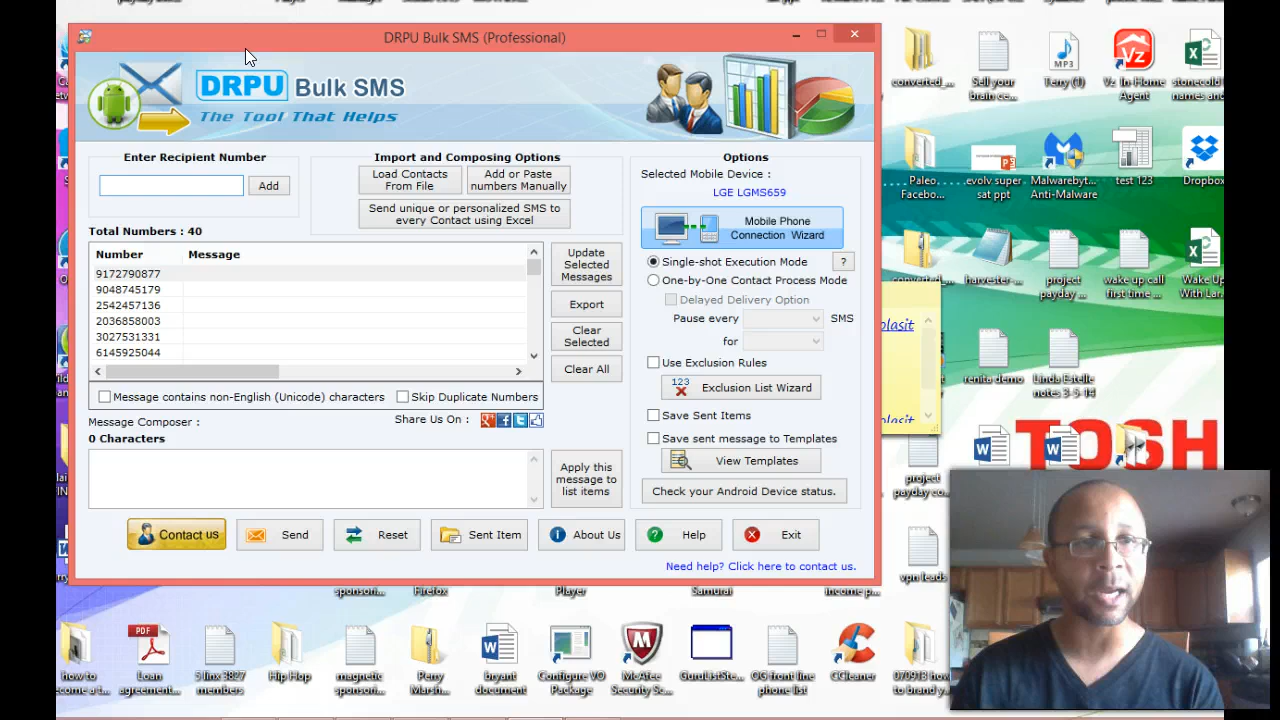 DRPU Bulk SMS (Professional)
DRPU Bulk SMS
The Tool That Helps
Enter Recipient Number
Add
Import and Composing Options
Load Contacts
From File
Add or Paste
numbers Manually
Send unique or personalized SMS to
every Contact using Excel
Total Numbers : 40
Number Message
9172790877
9048745179
2542457136
2036858003
3027531331
6145925044
Update
Selected
Messages
Export
Clear
Selected
Clear All
Message contains non-English (Unicode) characters
Skip Duplicate Numbers
Message Composer :
Share Us On :
0 Characters
Apply this
message to
list items
Options
Selected Mobile Device :
LGE LGMS659
Mobile Phone
Connection Wizard
Single-shot Execution Mode
?
One-by-One Contact Process Mode
Delayed Delivery Option
Pause every SMS
for
Use Exclusion Rules
123
Exclusion List Wizard
Save Sent Items
Save sent message to Templates
View Templates
Check your Android Device status.
Contact us
Send
Reset
Sent Item
About Us
Help
Exit
Need help? Click here to contact us.
converted_...
Sell your
brain ce...
MP3
Terry (1)
Vz
Vz In-Home
Agent
stonecold
names and
Paleo
Facebo...
evolv super
sat ppt
Malwarebyt...
Anti-Malware
test 123
Dropbox
converted_...
harvester-...
project
payday ...
wake up call
first time ...
Wake Up
With Lar
olasit
renita demo
Linda Estelle
notes 3-5-14
olasit
TOSH
project
payday co...
vpn leads
sponsori...
Firefox
Player
Samurai
income p...
how to
PDF
Loan
agreement...
5 linx 3827
members
Hip Hop
magnetic
sponsori...
Perry
Marsh...
bryant
document
Configure VO
Package
McAfee
Security Sc...
GuruListSte...
OG front line
phone list
CCleaner
070913 how
to brand y...